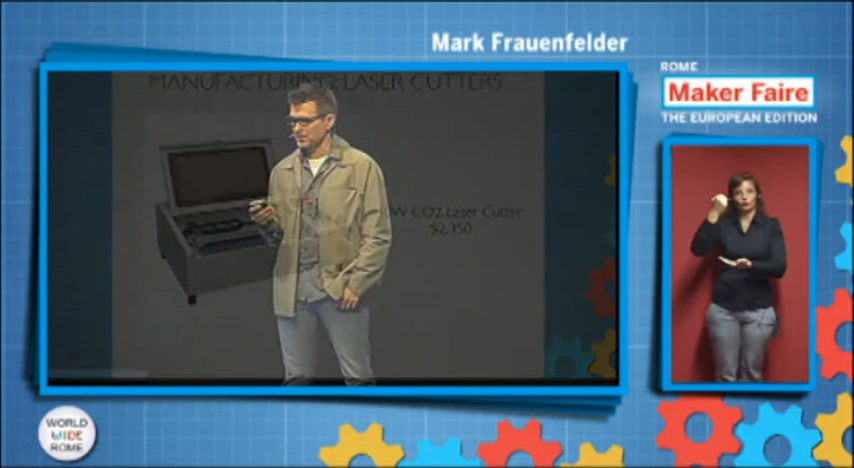 Mark Frauenfelder
ROME
Maker Faire
THE EUROPEAN EDITION
MANUFACTURING: LASER CUTTERS
CO2 Laser Cutter
$2,350
WORLD
WIDE
ROME